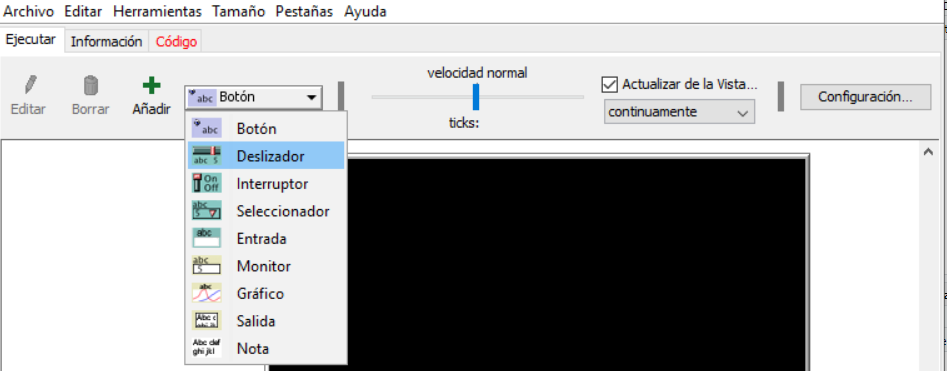 Archivo Editar Herramientas Tamaño Pestañas Ayuda
Ejecutar Información Código
velocidad normal
Editar Borrar Añadir
abc Botón
ticks:
Actualizar de la Vista...
continuamente
Configuración...
abc Botón
abc 5 Deslizador
On Off Interruptor
abc 5 Seleccionador
abc Entrada
abc 5 Monitor
abc Gráfico
Salida
Abc def ghi jkl Nota